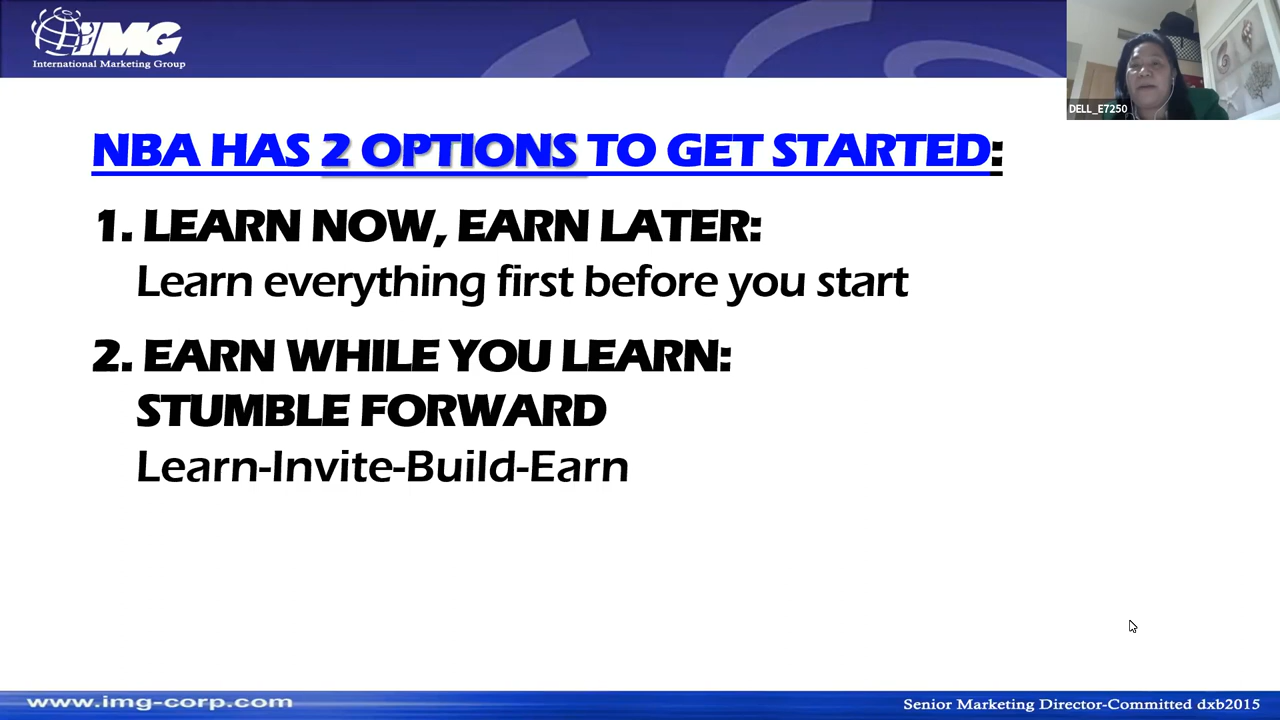 IMG
International Marketing Group
DELL_E7250
NBA HAS 2 OPTIONS TO GET STARTED:
1. LEARN NOW, EARN LATER:
Learn everything first before you start
2. EARN WHILE YOU LEARN:
STUMBLE FORWARD
Learn-Invite-Build-Earn
www.img-corp.com
Senior Marketing Director-Committed dxb2015